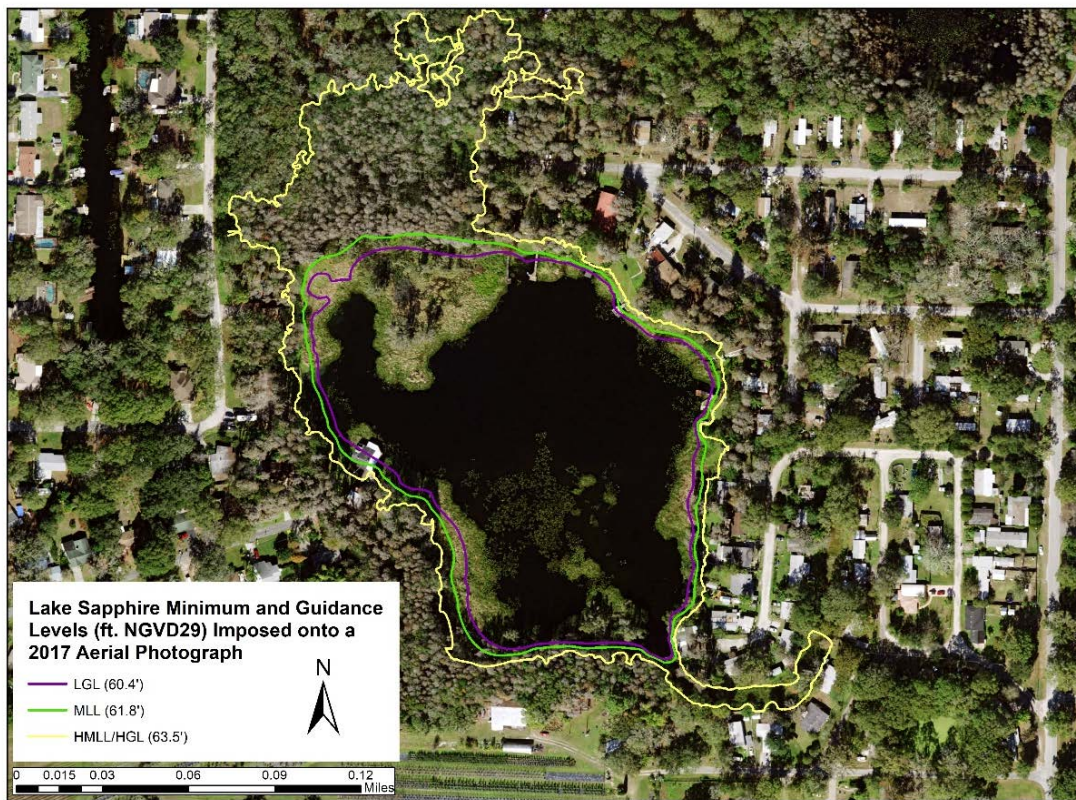 Lake Sapphire Minimum and Guidance
Levels (ft. NGVD29) Imposed onto a
2017 Aerial Photograph
N
LGL (60.4')
MLL (61.8')
HMLL/HGL (63.5')
0 0.015 0.03 0.06 0.09 0.12
Miles